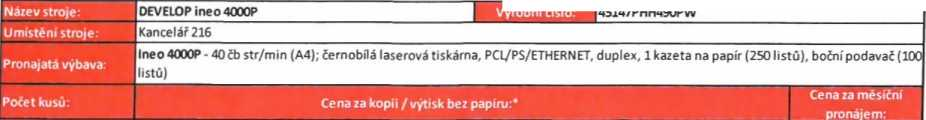 Název stroje: DEVELOP ineo 4000P Výrobní číslo:
Umístění stroje: Kancelář 216
Pronajatá výbava: Ineo 4000P - 40 čb str/min (A4); černobílá laserová tiskárna, PCL/PS/ETHERNET, duplex, 1 kazeta na papír (250 listů), boční podavač (100
listů)
Počet kusů: Cena za kopii / výtisk bez papíru:* Cena za měsíční
pronájem: